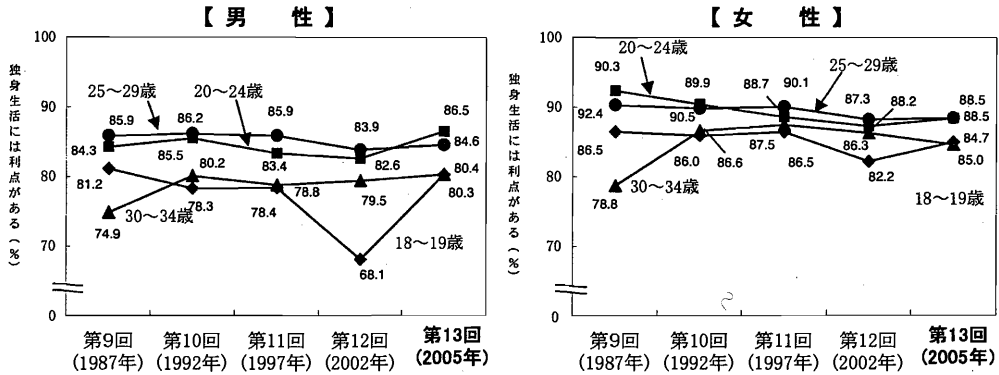 【 男　性 】
独身生活には利点がある（%）
100
90
80
70
0
25～29歳
20～24歳
85.9
86.2
85.9
83.9
86.5
84.3
85.5
83.4
82.6
84.6
81.2
80.2
78.8
79.5
80.4
74.9
78.3
78.4
68.1
80.3
30～34歳
18～19歳
第9回
(1987年)
第10回
(1992年)
第11回
(1997年)
第12回
(2002年)
第13回
(2005年)
【 女　性 】
独身生活には利点がある（%）
100
90
80
70
0
20～24歳
25～29歳
90.3
89.9
88.7
90.1
87.3
88.2
88.5
92.4
90.5
88.5
86.5
86.0
86.6
87.5
86.5
86.3
84.7
78.8
82.2
85.0
30～34歳
18～19歳
第9回
(1987年)
第10回
(1992年)
第11回
(1997年)
第12回
(2002年)
第13回
(2005年)